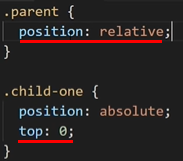 .parent {
position: relative;
}
.child-one {
position: absolute;
top: 0;
}